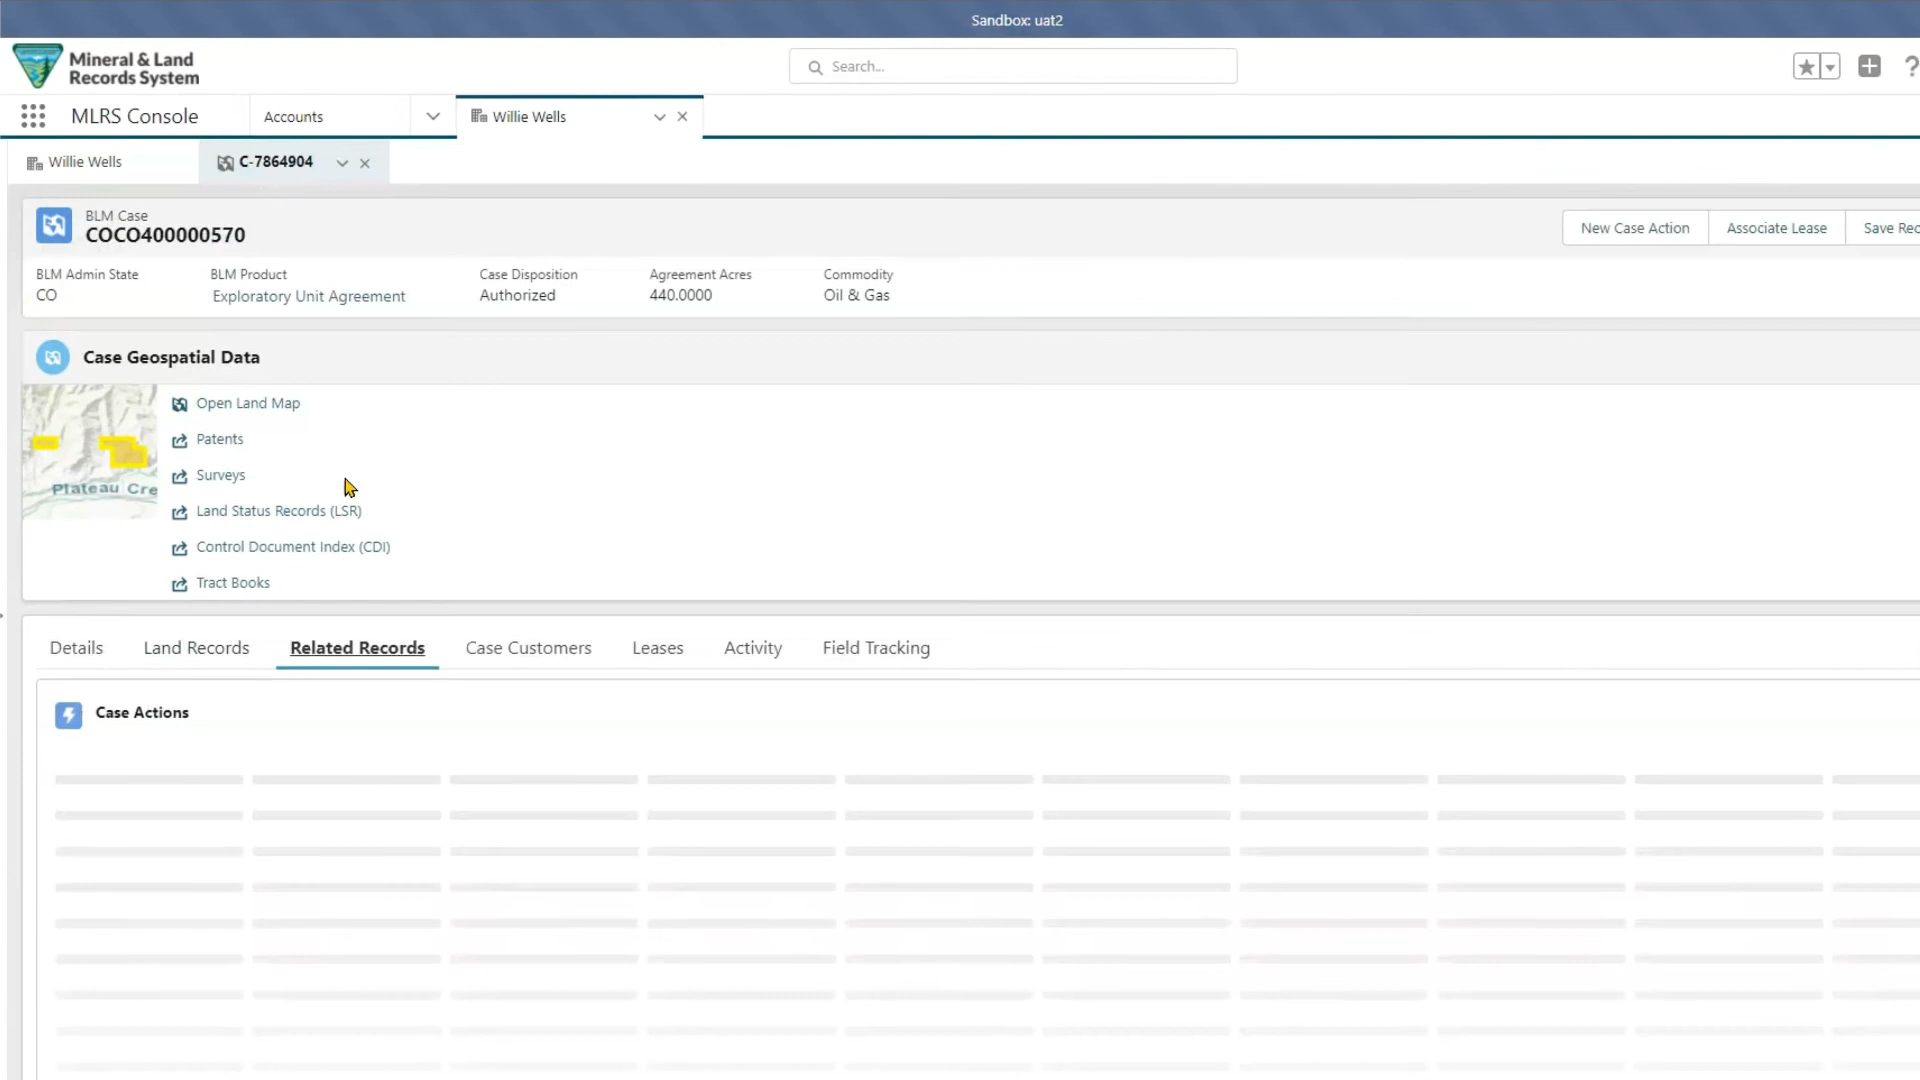 Sandbox: uat2
Mineral & Land
Records System
Search...
MLRS Console
Accounts
Willie Wells
Willie Wells
C-7864904
BLM Case
COCO400000570
New Case Action
Associate Lease
Save Rec
BLM Admin State
BLM Product
Case Disposition
Agreement Acres
Commodity
CO
Exploratory Unit Agreement
Authorized
440.0000
Oil & Gas
Case Geospatial Data
Open Land Map
Patents
Surveys
Plateau Cre
Land Status Records (LSR)
Control Document Index (CDI)
Tract Books
Details
Land Records
Related Records
Case Customers
Leases
Activity
Field Tracking
Case Actions